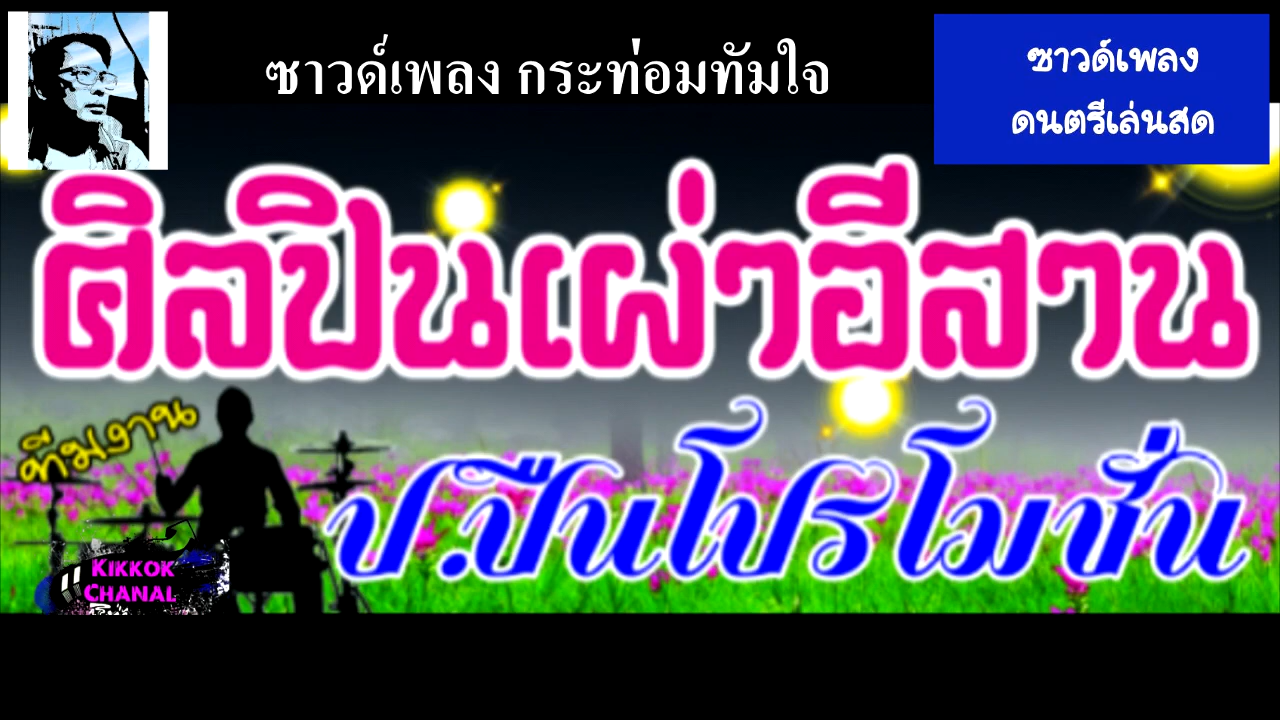 ซาวด์เพลง กระท่อมทัมใจ
ซาวด์เพลง
ดนตรีเล่นสด
ศิลปินเผ่าอีสาน
ทีมงาน
ป.ปืนโปรโมชั่น
KIKKOK
CHANAL